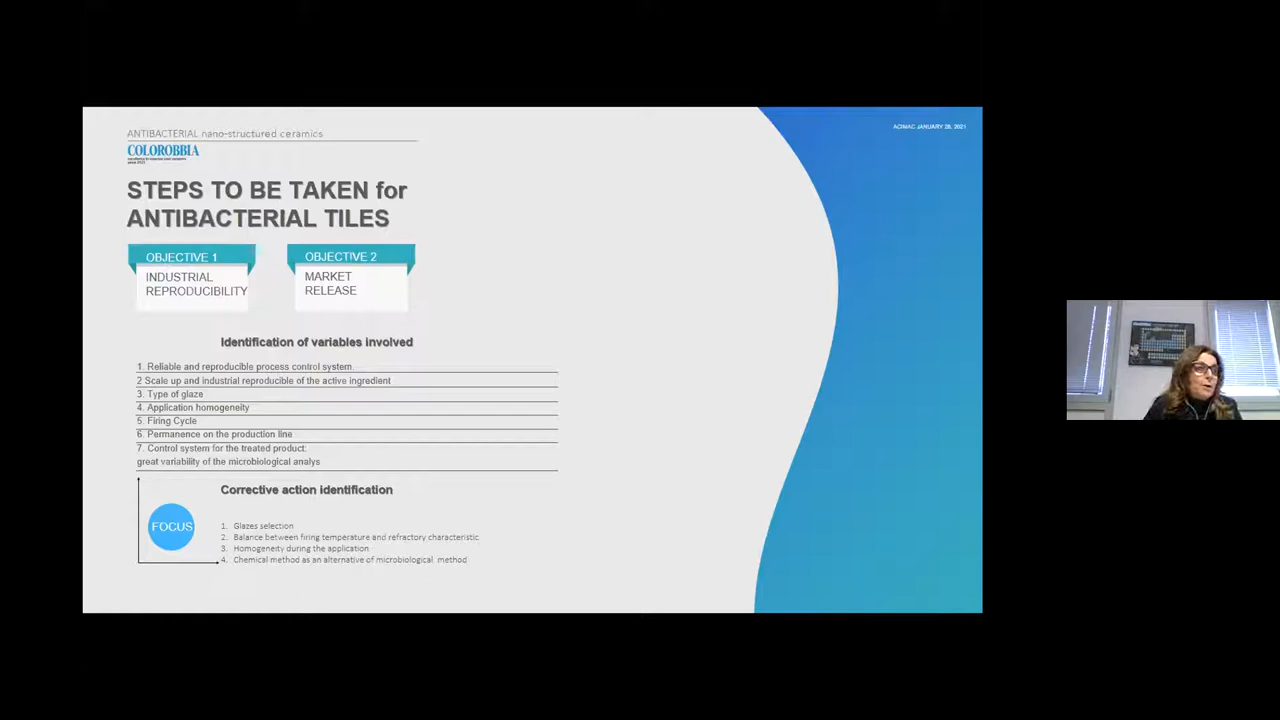 ANTIBACTERIAL nano-structured ceramics
COLOROBBIA
ACIMAC JANUARY 28, 2021
STEPS TO BE TAKEN for
ANTIBACTERIAL TILES
OBJECTIVE 1
INDUSTRIAL
REPRODUCIBILITY
OBJECTIVE 2
MARKET
RELEASE
Identification of variables involved
1. Reliable and reproducible process control system.
2 Scale up and industrial reproducible of the active ingredient
3. Type of glaze
4. Application homogeneity
5. Firing Cycle
6. Permanence on the production line
7. Control system for the treated product:
great variability of the microbiological analys
Corrective action identification
FOCUS
1. Glazes selection
2. Balance between firing temperature and refractory characteristic
3. Homogeneity during the application
4. Chemical method as an alternative of microbiological method